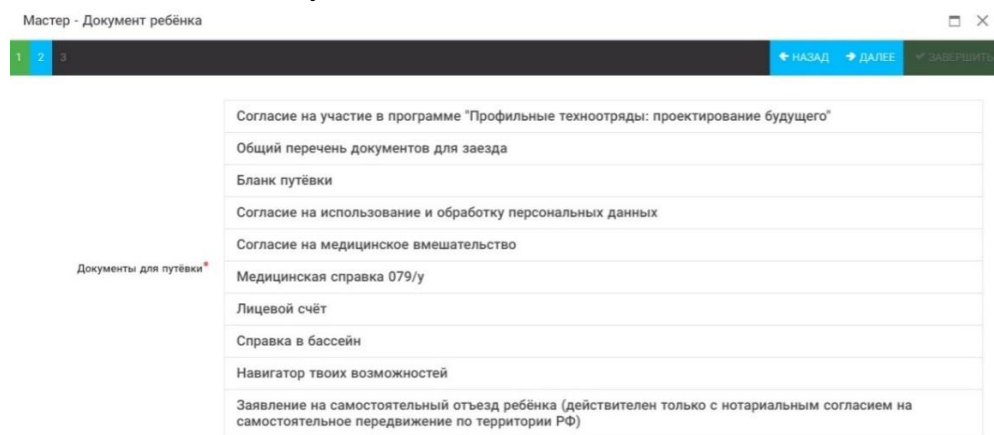 Мастер - Документ ребёнка
1 2 3 НАЗАД ДАЛЕЕ ЗАВЕРШИТЬ
Согласие на участие в программе "Профильные техноотряды: проектирование будущего"
Общий перечень документов для заезда
Бланк путёвки
Согласие на использование и обработку персональных данных
Согласие на медицинское вмешательство
Документы для путёвки*
Медицинская справка 079/у
Лицевой счёт
Справка в бассейн
Навигатор твоих возможностей
Заявление на самостоятельный отъезд ребёнка (действителен только с нотариальным согласием на
самостоятельное передвижение по территории РФ)